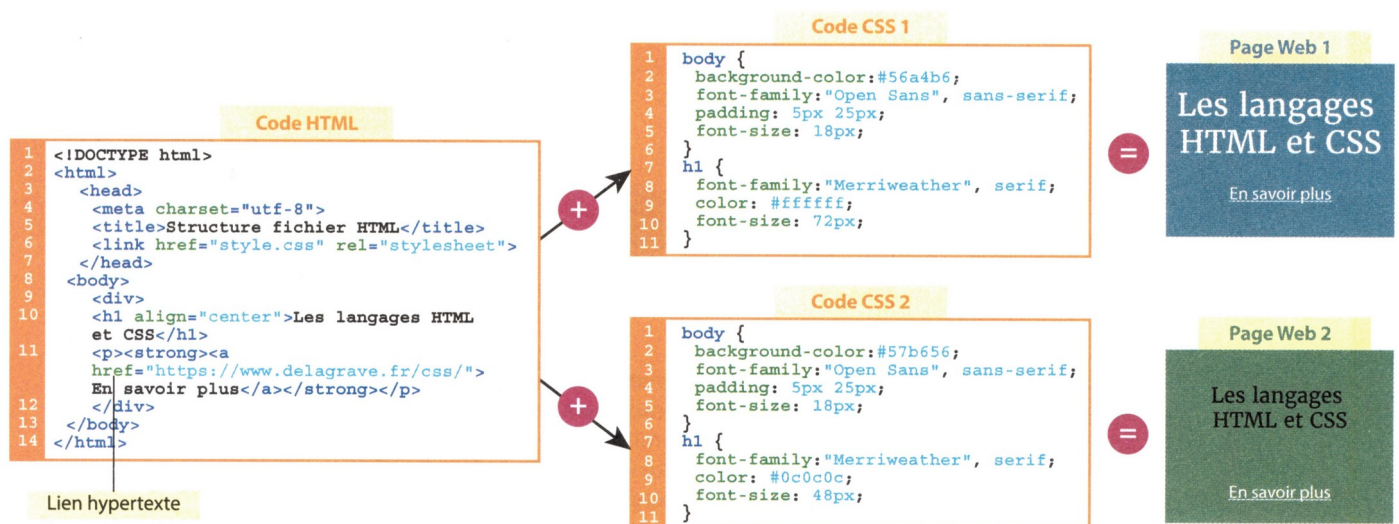 Code HTML
1 <!DOCTYPE html>
2 <html>
3 <head>
4 <meta charset="utf-8">
5 <title>Structure fichier HTML</title>
6 <link href="style.css" rel="stylesheet">
7 </head>
8 <body>
9 <div>
10 <h1 align="center">Les langages HTML
et CSS</h1>
11 <p><strong><a
href="https://www.delagrave.fr/css/">
En savoir plus</a></strong></p>
12 </div>
13 </body>
14 </html>
Lien hypertexte
+
+
Code CSS 1
1 body {
2 background-color:#56a4b6;
3 font-family:"Open Sans", sans-serif;
4 padding: 5px 25px;
5 font-size: 18px;
6 }
7 h1 {
8 font-family:"Merriweather", serif;
9 color: #ffffff;
10 font-size: 72px;
11 }
=
Page Web 1
Les langages
HTML et CSS
En savoir plus
Code CSS 2
1 body {
2 background-color:#57b656;
3 font-family:"Open Sans", sans-serif;
4 padding: 5px 25px;
5 font-size: 18px;
6 }
7 h1 {
8 font-family:"Merriweather", serif;
9 color: #0c0c0c;
10 font-size: 48px;
11 }
=
Page Web 2
Les langages
HTML et CSS
En savoir plus